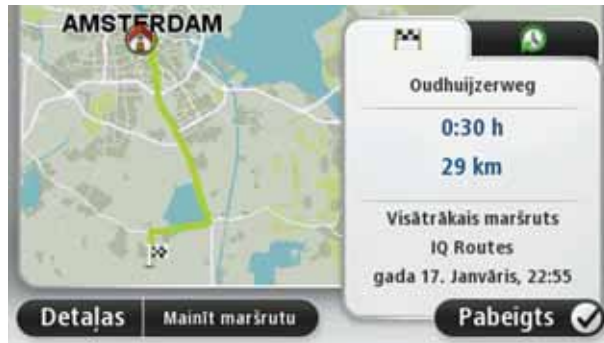 AMSTERDAM
Oudhuijzerweg
0:30 h
29 km
Visātrākais maršruts
IQ Routes
gada 17. Janvāris, 22:55
Detaļas
Mainīt maršrutu
Pabeigts